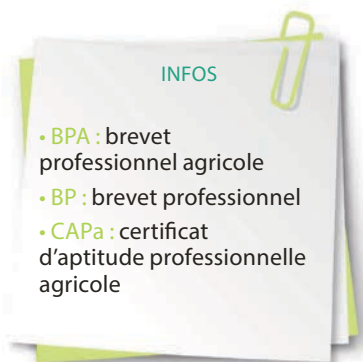 INFOS
• BPA : brevet
professionnel agricole
• BP : brevet professionnel
• CAPa : certificat
d'aptitude professionnelle
agricole